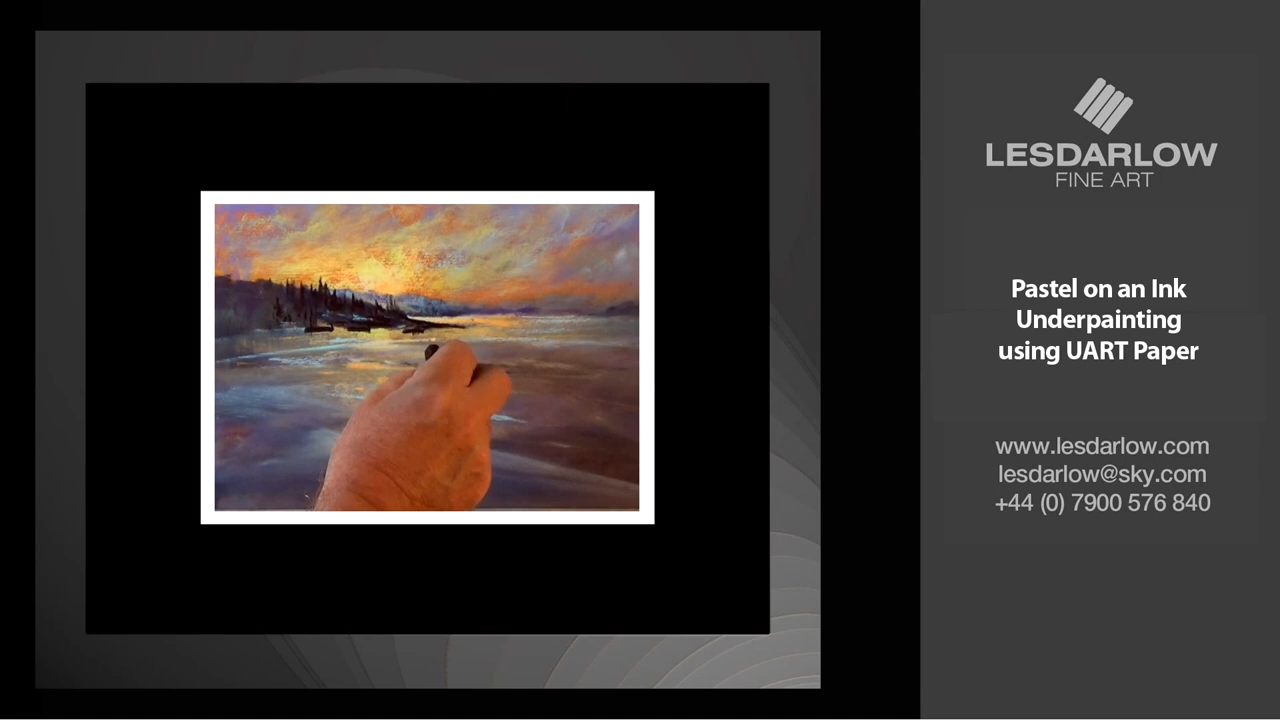 LESDARLOW
FINE ART
Pastel on an Ink
Underpainting
using UART Paper
www.lesdarlow.com
lesdarlow@sky.com
+44 (0) 7900 576 840